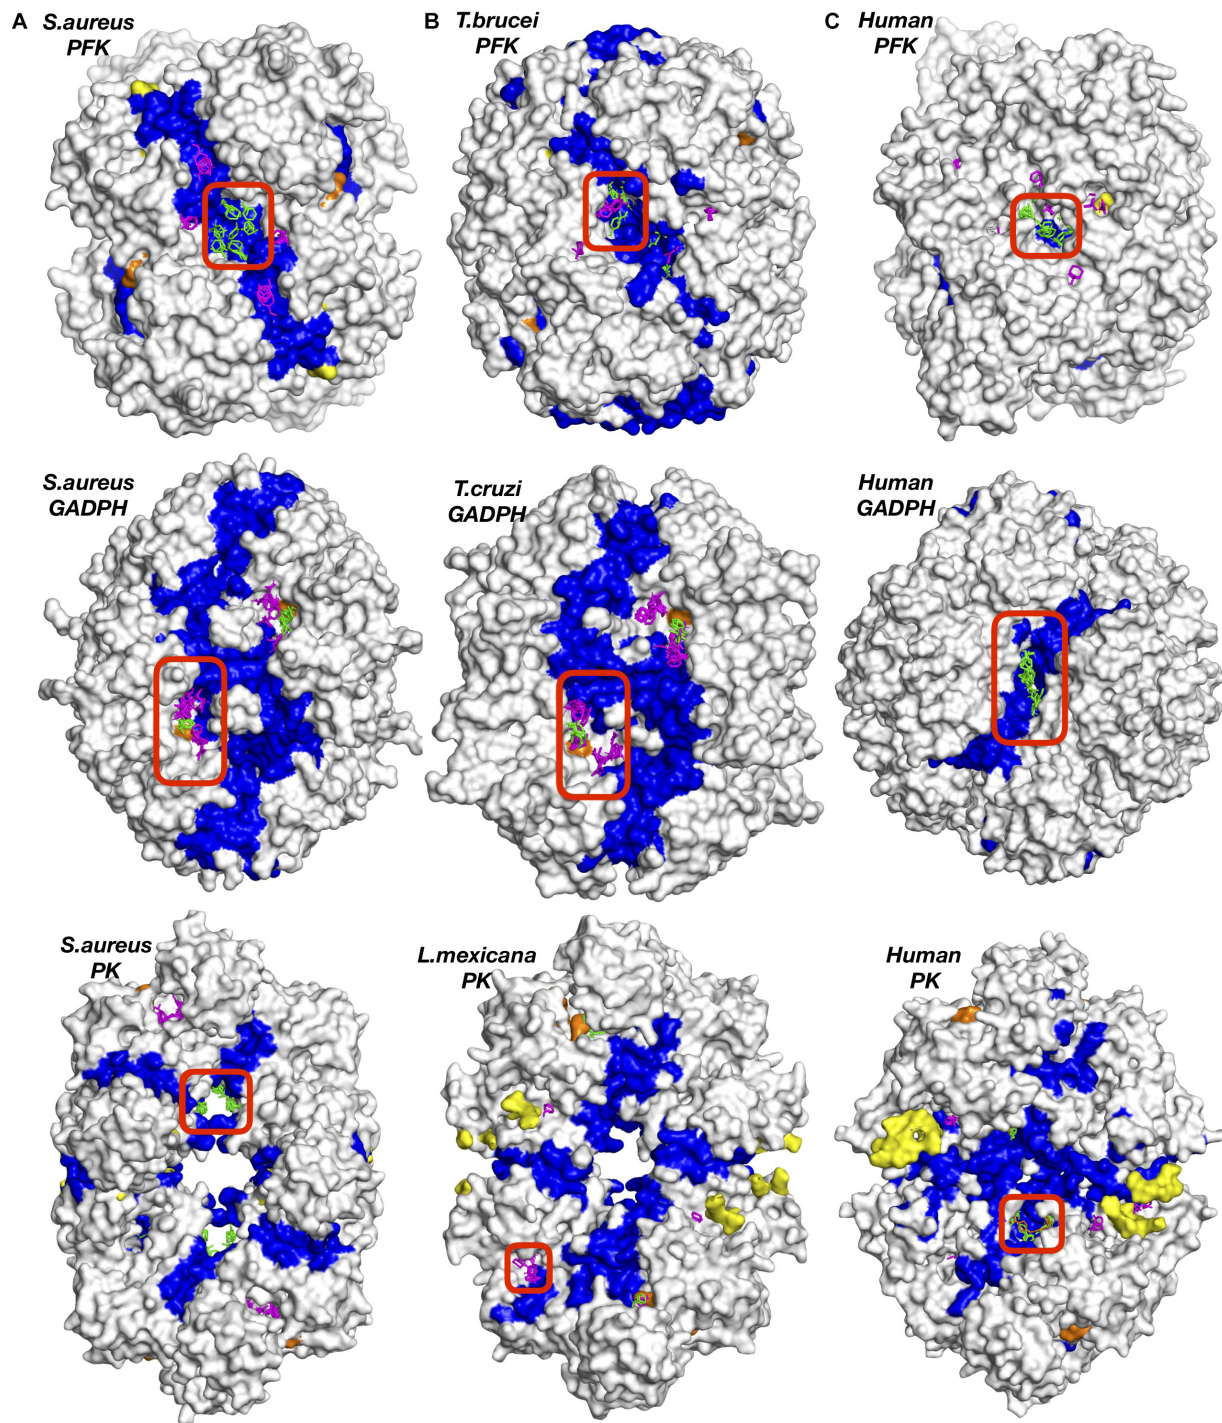 A S.aureus
PFK
B T.brucei
PFK
C Human
PFK
S.aureus
GADPH
T.cruzi
GADPH
Human
GADPH
S.aureus
PK
L.mexicana
PK
Human
PK